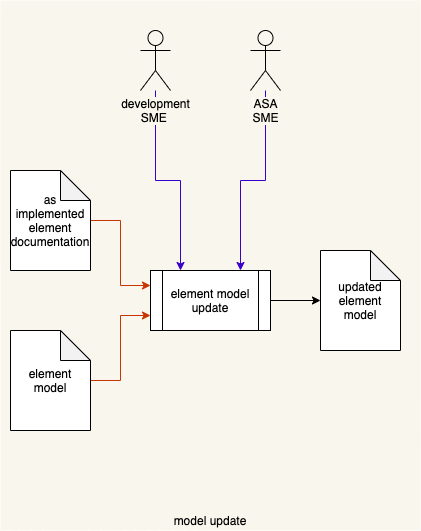 development
SME
ASA
SME
as
implemented
element
documentation
element model
update
updated
element
model
element
model
model update